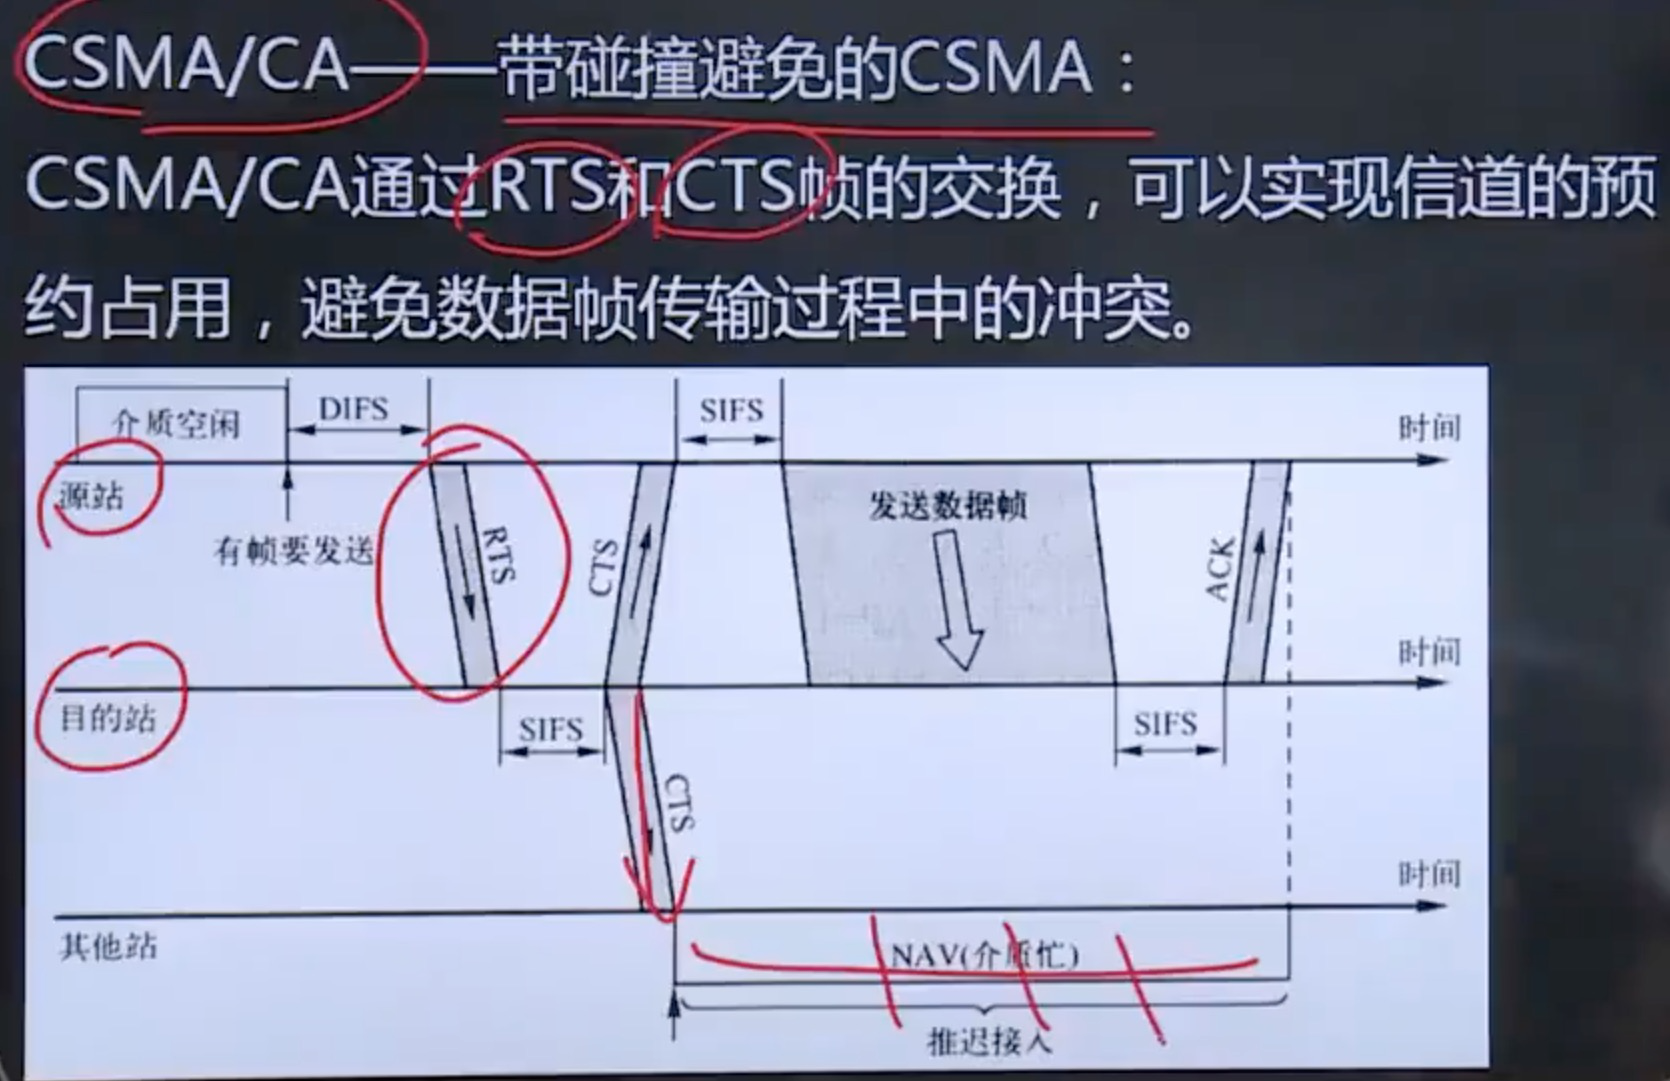 CSMA/CA——带碰撞避免的CSMA：
CSMA/CA通过RTS和CTS帧的交换，可以实现信道的预
约占用，避免数据帧传输过程中的冲突。
介质空闲
DIFS
SIFS
时间
源站
有帧要发送
RTS
CTS
发送数据帧
ACK
时间
目的站
SIFS
SIFS
CTS
时间
其他站
NAV(介质忙)
推迟接入